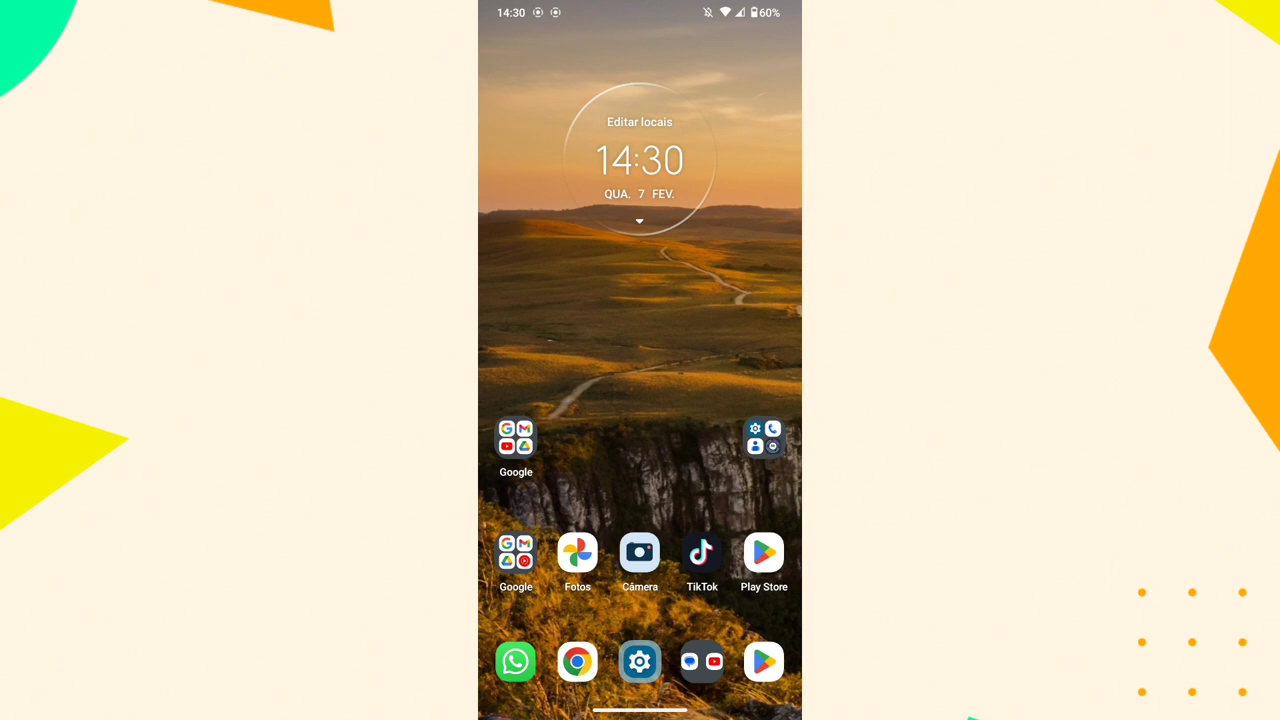 14:30
60%
Editar locais
14:30
QUA. 7 FEV.
Google
Google
Fotos
Câmera
TikTok
Play Store